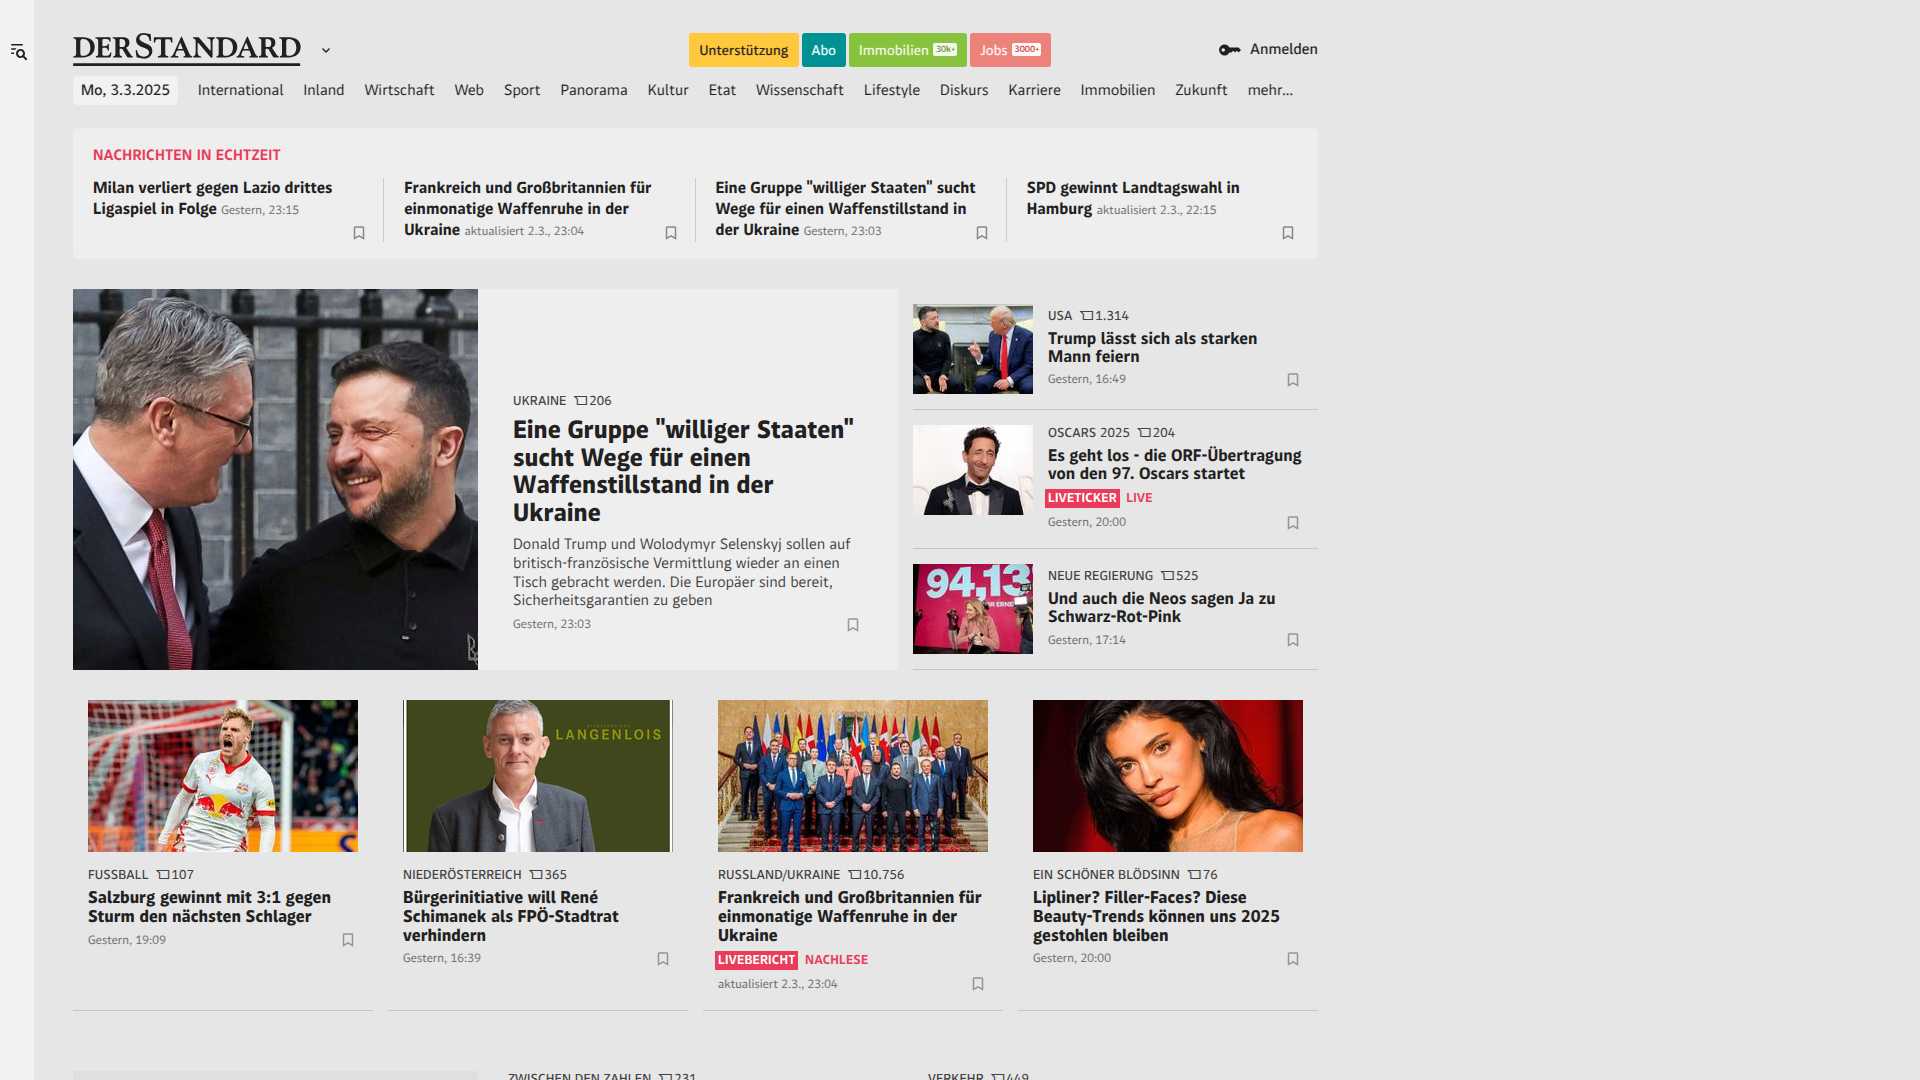 DERSTANDARD
Unterstützung
Abo
Immobilien 30k+
Jobs 3000+
Anmelden
Mo, 3.3.2025
International
Inland
Wirtschaft
Web
Sport
Panorama
Kultur
Etat
Wissenschaft
Lifestyle
Diskurs
Karriere
Immobilien
Zukunft
mehr...
NACHRICHTEN IN ECHTZEIT
Milan verliert gegen Lazio drittes
Ligaspiel in Folge Gestern, 23:15
Frankreich und Großbritannien für
einmonatige Waffenruhe in der
Ukraine aktualisiert 2.3., 23:04
Eine Gruppe "williger Staaten" sucht
Wege für einen Waffenstillstand in
der Ukraine Gestern, 23:03
SPD gewinnt Landtagswahl in
Hamburg aktualisiert 2.3., 22:15
UKRAINE 206
Eine Gruppe "williger Staaten"
sucht Wege für einen
Waffenstillstand in der
Ukraine
Donald Trump und Wolodymyr Selenskyj sollen auf
britisch-französische Vermittlung wieder an einen
Tisch gebracht werden. Die Europäer sind bereit,
Sicherheitsgarantien zu geben
Gestern, 23:03
USA 1.314
Trump lässt sich als starken
Mann feiern
Gestern, 16:49
OSCARS 2025 204
Es geht los - die ORF-Übertragung
von den 97. Oscars startet
LIVETICKER LIVE
Gestern, 20:00
94,13
NEUE REGIERUNG 525
Und auch die Neos sagen Ja zu
Schwarz-Rot-Pink
Gestern, 17:14
FUSSBALL 107
Salzburg gewinnt mit 3:1 gegen
Sturm den nächsten Schlager
Gestern, 19:09
LANGENLOIS
NIEDERÖSTERREICH 365
Bürgerinitiative will René
Schimanek als FPÖ-Stadtrat
verhindern
Gestern, 16:39
RUSSLAND/UKRAINE 10.756
Frankreich und Großbritannien für
einmonatige Waffenruhe in der
Ukraine
LIVEBERICHT NACHLESE
aktualisiert 2.3., 23:04
EIN SCHÖNER BLÖDSINN 76
Lipliner? Filler-Faces? Diese
Beauty-Trends können uns 2025
gestohlen bleiben
Gestern, 20:00
ZWISCHEN DEN ZAHLEN 231
VERKEHR 449